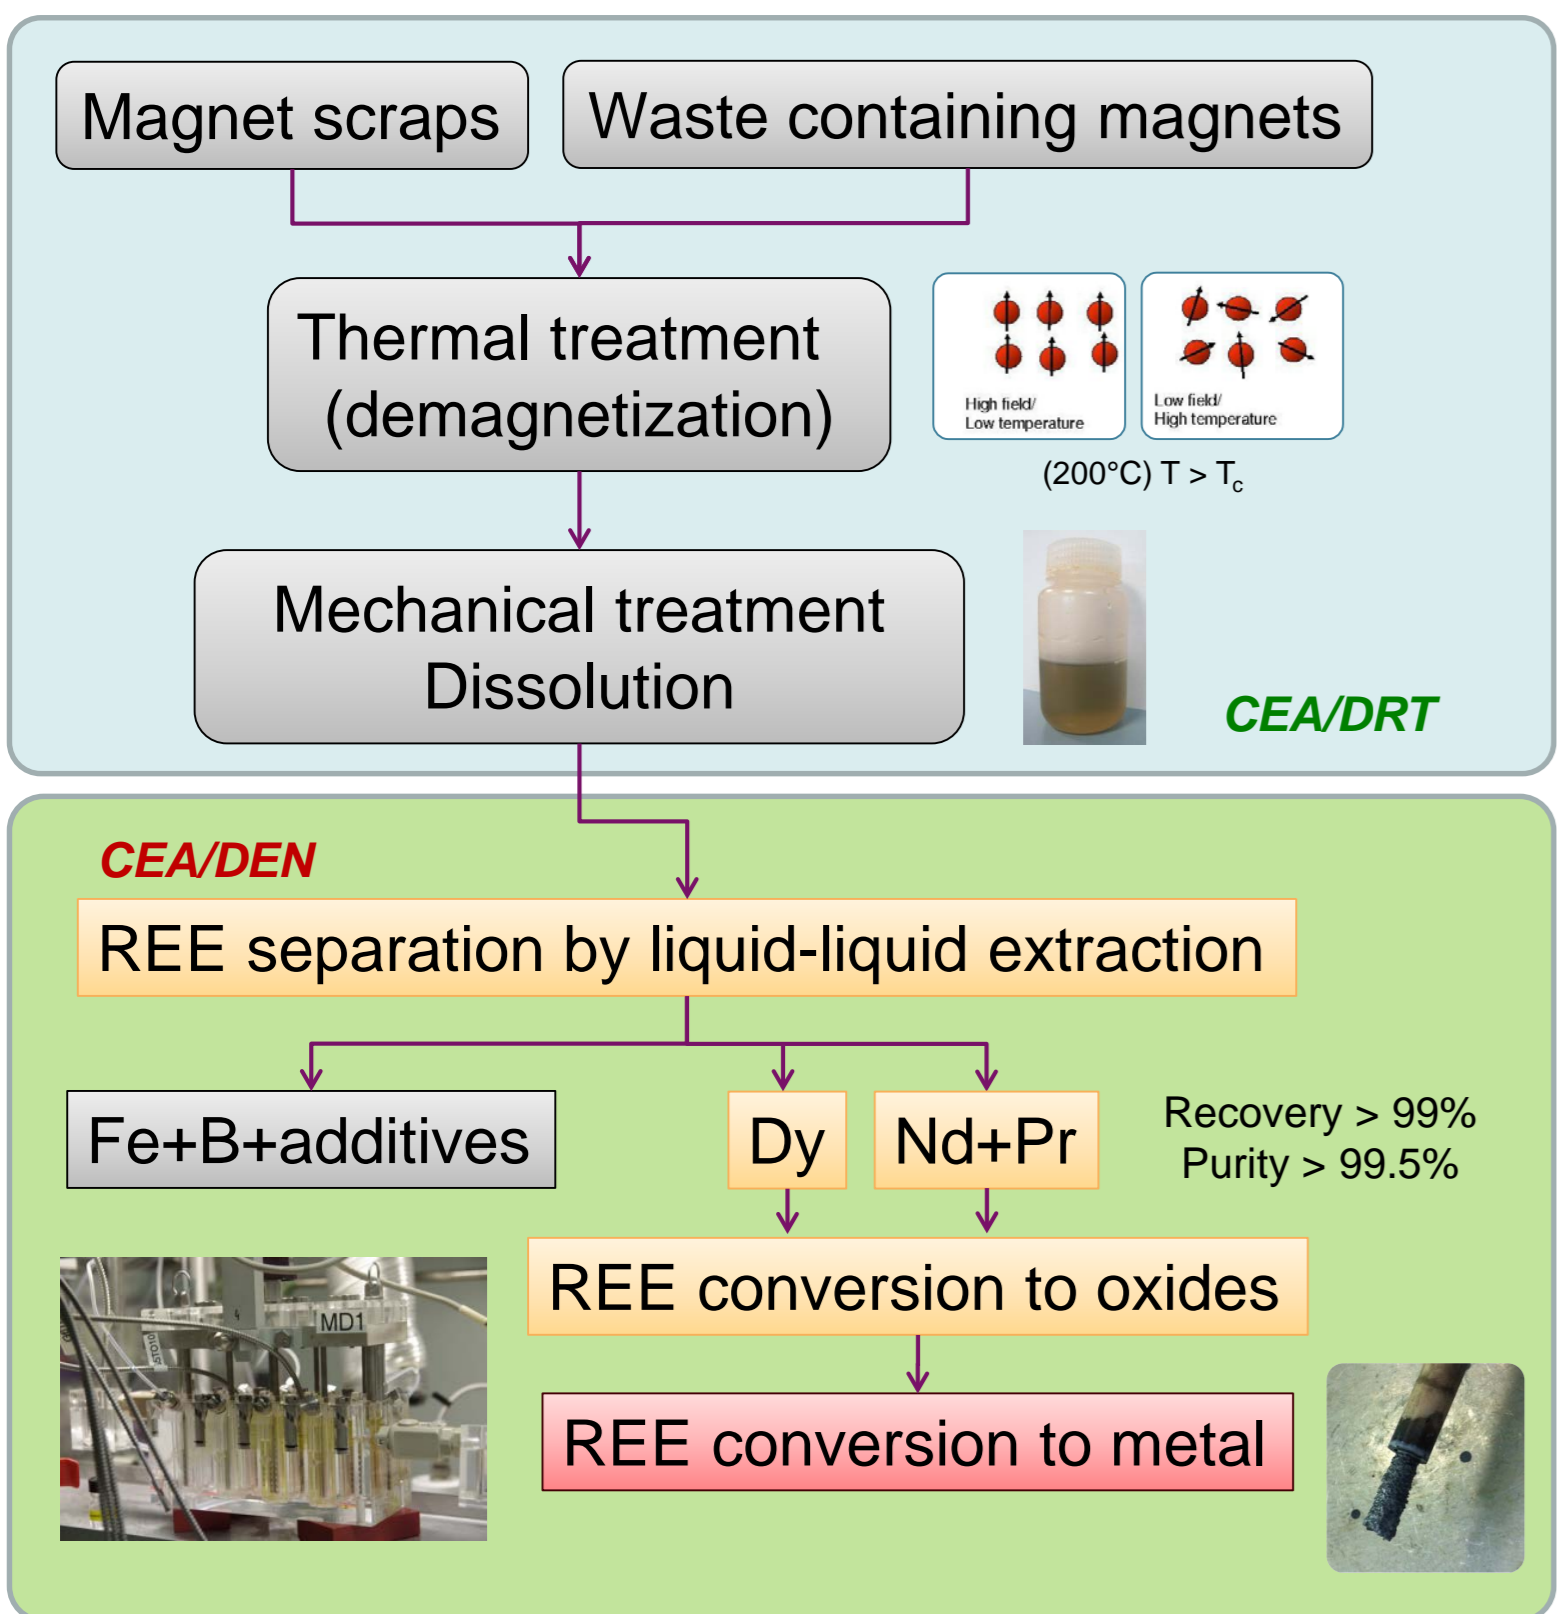 Magnet scraps
Waste containing magnets
Thermal treatment
(demagnetization)
High field/
Low temperature
Low field/
High temperature
(200°C) T > Tc
Mechanical treatment
Dissolution
CEA/DRT
CEA/DEN
REE separation by liquid-liquid extraction
Fe+B+additives
Dy
Nd+Pr
Recovery > 99%
Purity > 99.5%
REE conversion to oxides
4
MD1
REE conversion to metal